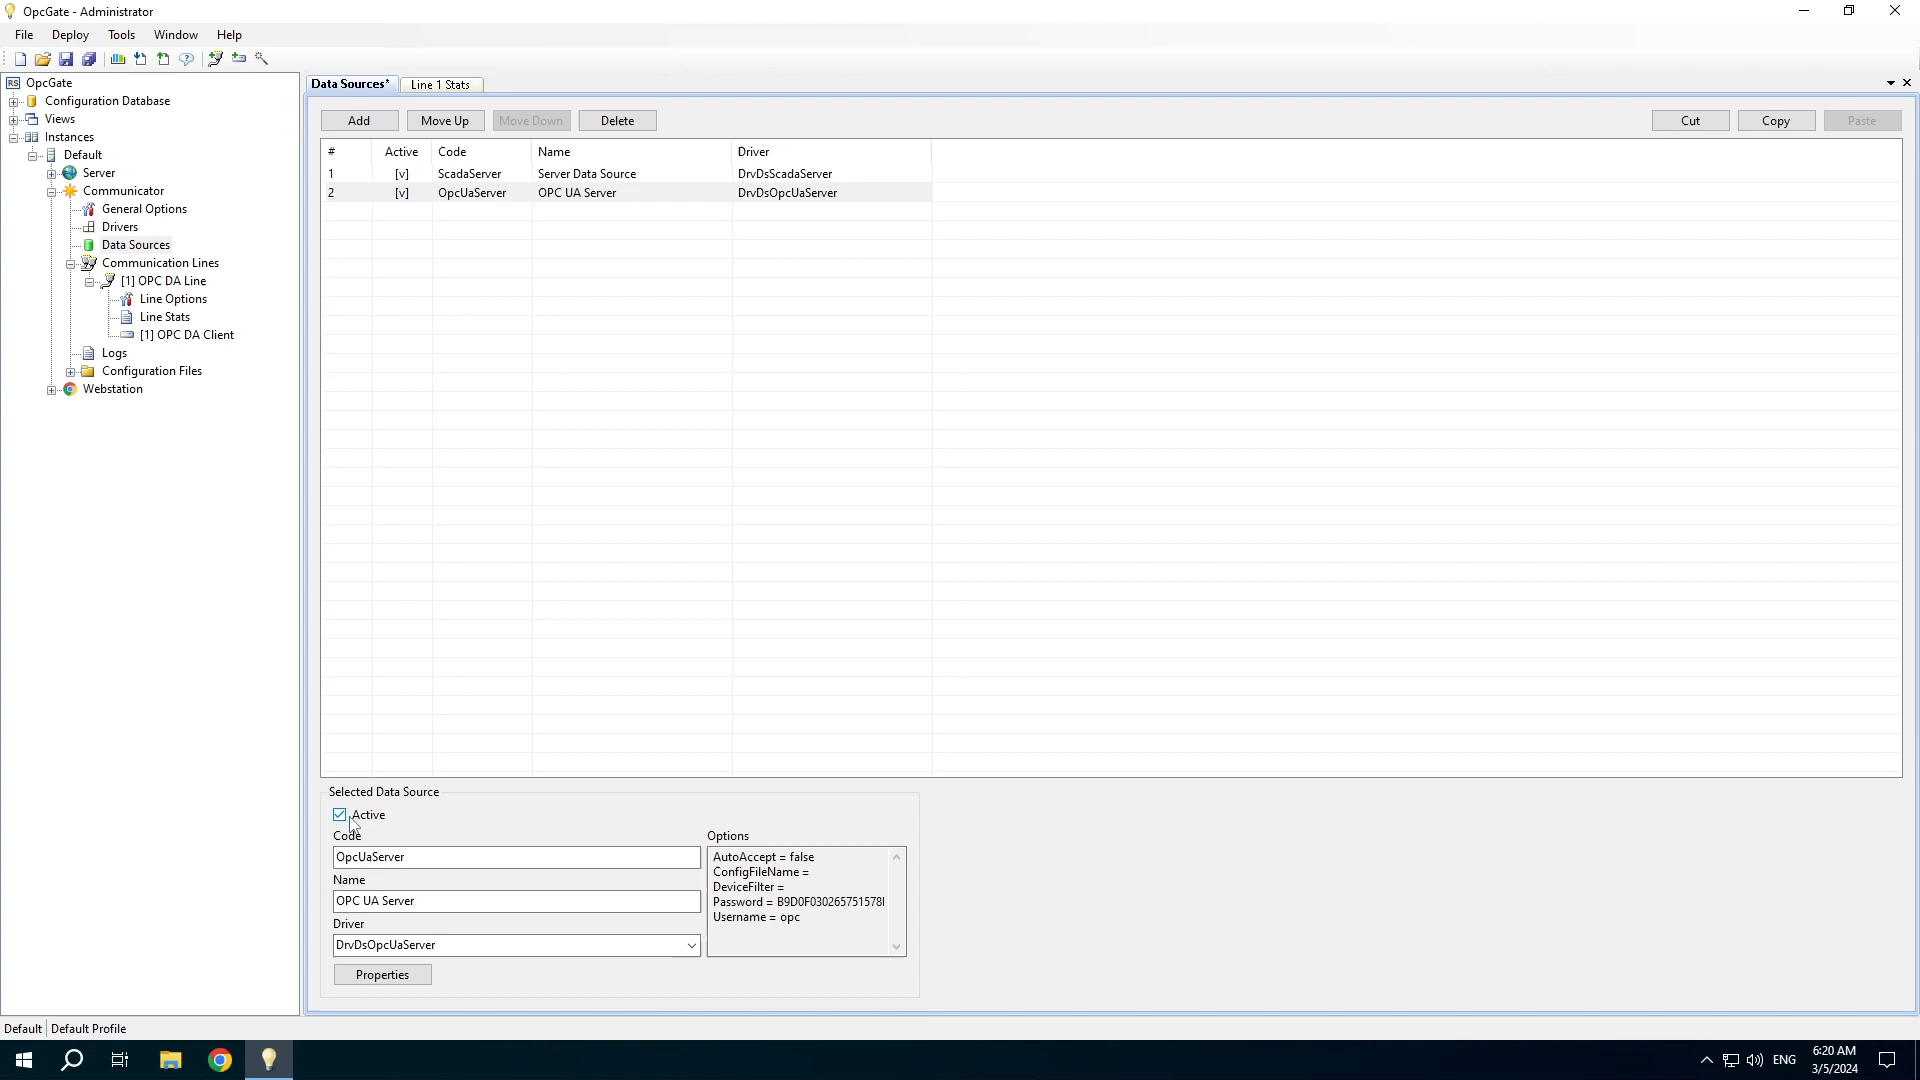 OpcGate - Administrator
File Deploy Tools Window Help
OpcGate
Configuration Database
Views
Instances
Default
Server
Communicator
General Options
Drivers
Data Sources
Communication Lines
[1] OPC DA Line
Line Options
Line Stats
[1] OPC DA Client
Logs
Configuration Files
Webstation
Data Sources* Line 1 Stats
Add Move Up Move Down Delete Cut Copy Paste
# Active Code Name Driver
1 [v] ScadaServer Server Data Source DrvDsScadaServer
2 [v] OpcUaServer OPC UA Server DrvDsOpcUaServer
Selected Data Source
Active
Code
OpcUaServer
Name
OPC UA Server
Driver
DrvDsOpcUaServer
Properties
Options
AutoAccept = false
ConfigFileName =
DeviceFilter =
Password = B9D0F030265751578
Username = opc
Default Default Profile
ENG
6:20 AM
3/5/2024